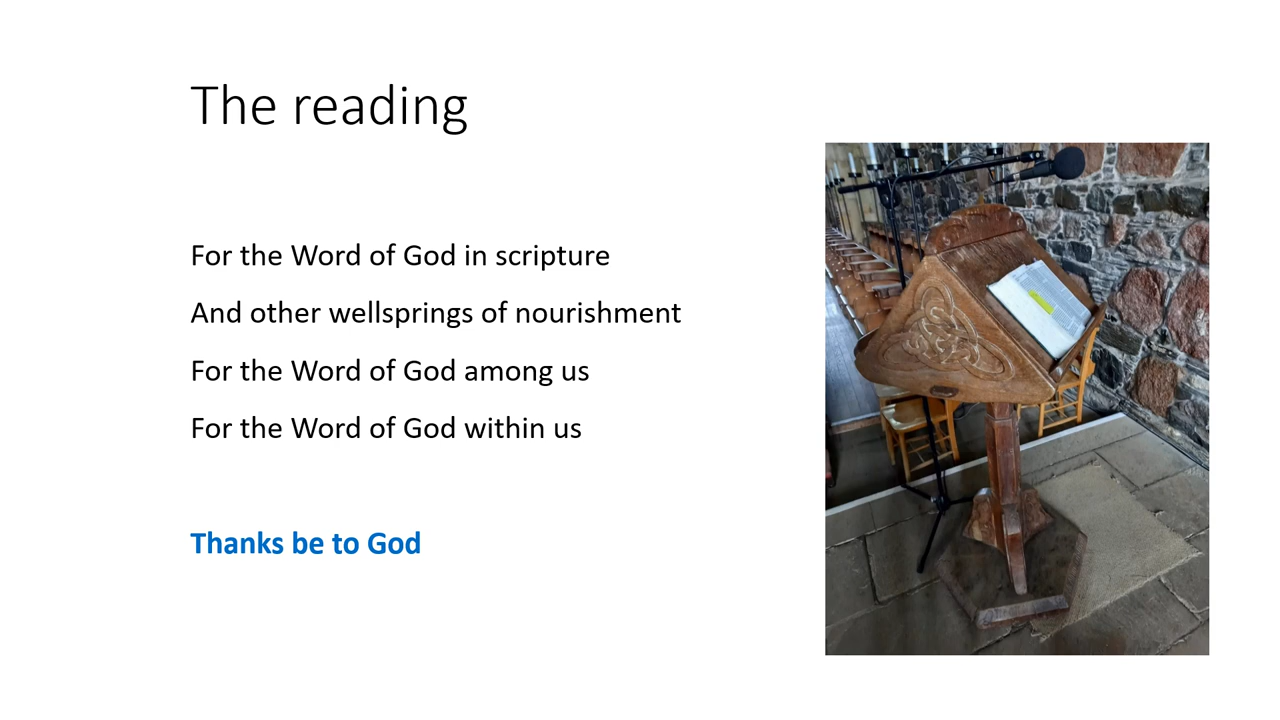 The reading
For the Word of God in scripture
And other wellsprings of nourishment
For the Word of God among us
For the Word of God within us
Thanks be to God